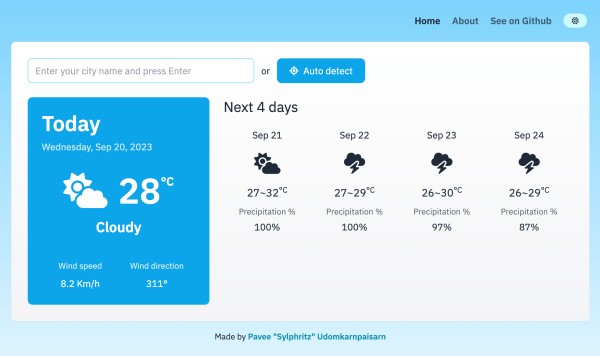 Home About See on Github
Enter your city name and press Enter or Auto detect
Today
Wednesday, Sep 20, 2023
28°C
Cloudy
Wind speed Wind direction
8.2 Km/h 311°
Next 4 days
Sep 21 Sep 22 Sep 23 Sep 24
27~32°C 27~29°C 26~30°C 26~29°C
Precipitation % Precipitation % Precipitation % Precipitation %
100% 100% 97% 87%
Made by Pavee "Sylphritz" Udomkarnpaisarn